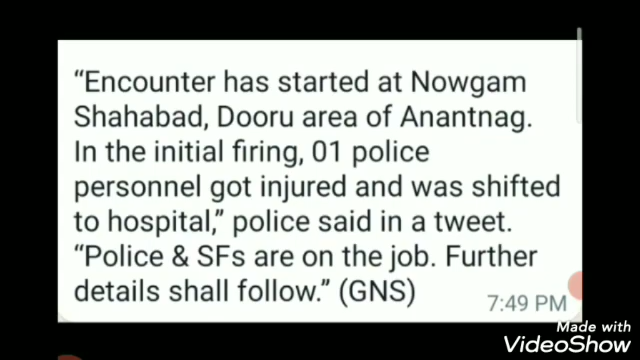 “Encounter has started at Nowgam
Shahabad, Dooru area of Anantnag.
In the initial firing, 01 police
personnel got injured and was shifted
to hospital,” police said in a tweet.
“Police & SFs are on the job. Further
details shall follow.” (GNS)
7:49 PM
Made with
VideoShow